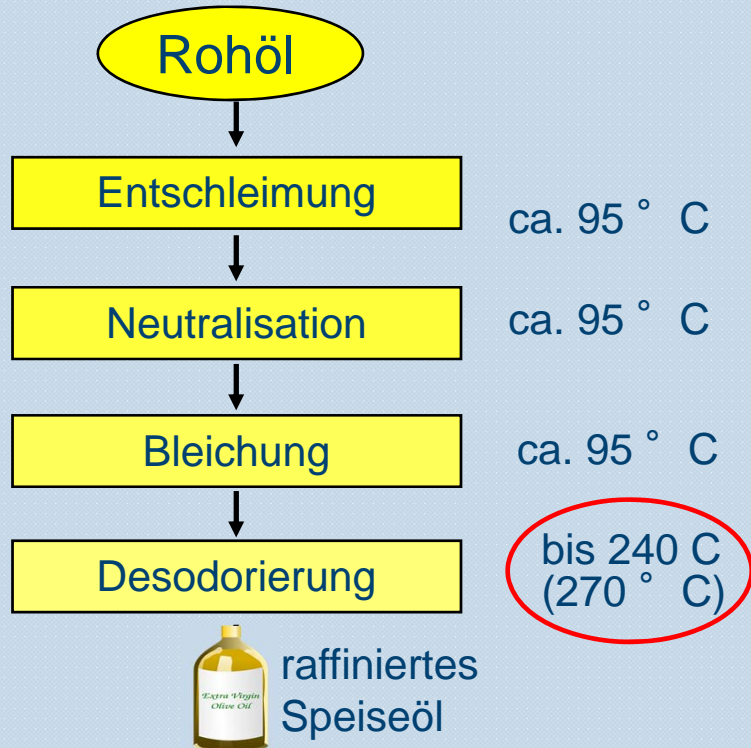 Rohöl
Entschleimung
ca. 95 ° C
Neutralisation
ca. 95 ° C
Bleichung
ca. 95 ° C
Desodorierung
bis 240 C
(270 ° C)
Extra Virgin
Olive Oil
raffiniertes
Speiseöl